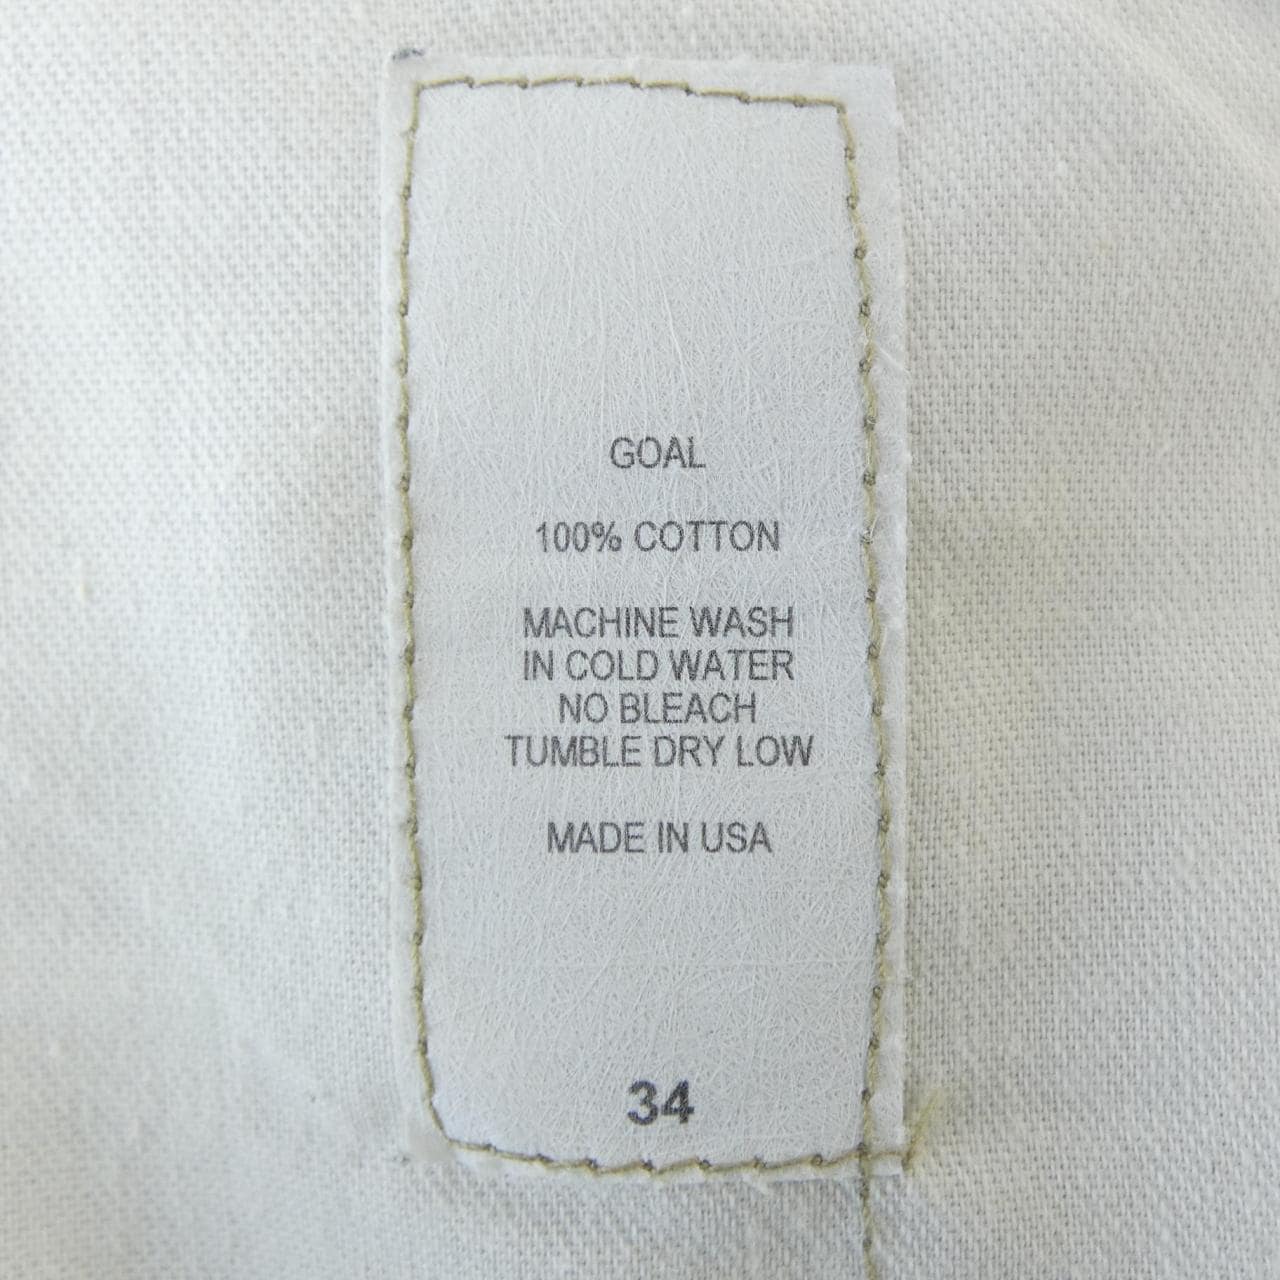 GOAL
100% COTTON
MACHINE WASH
IN COLD WATER
NO BLEACH
TUMBLE DRY LOW
MADE IN USA
34